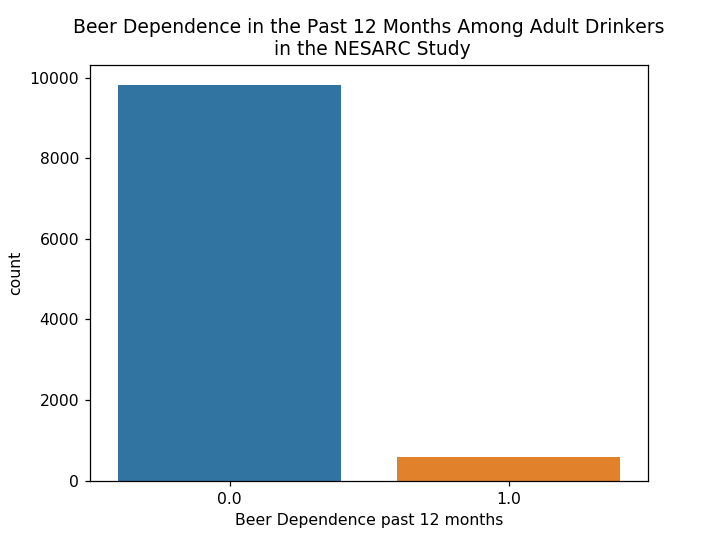 Beer Dependence in the Past 12 Months Among Adult Drinkers
in the NESARC Study
10000
8000
6000
4000
2000
0
count
0.0 1.0
Beer Dependence past 12 months